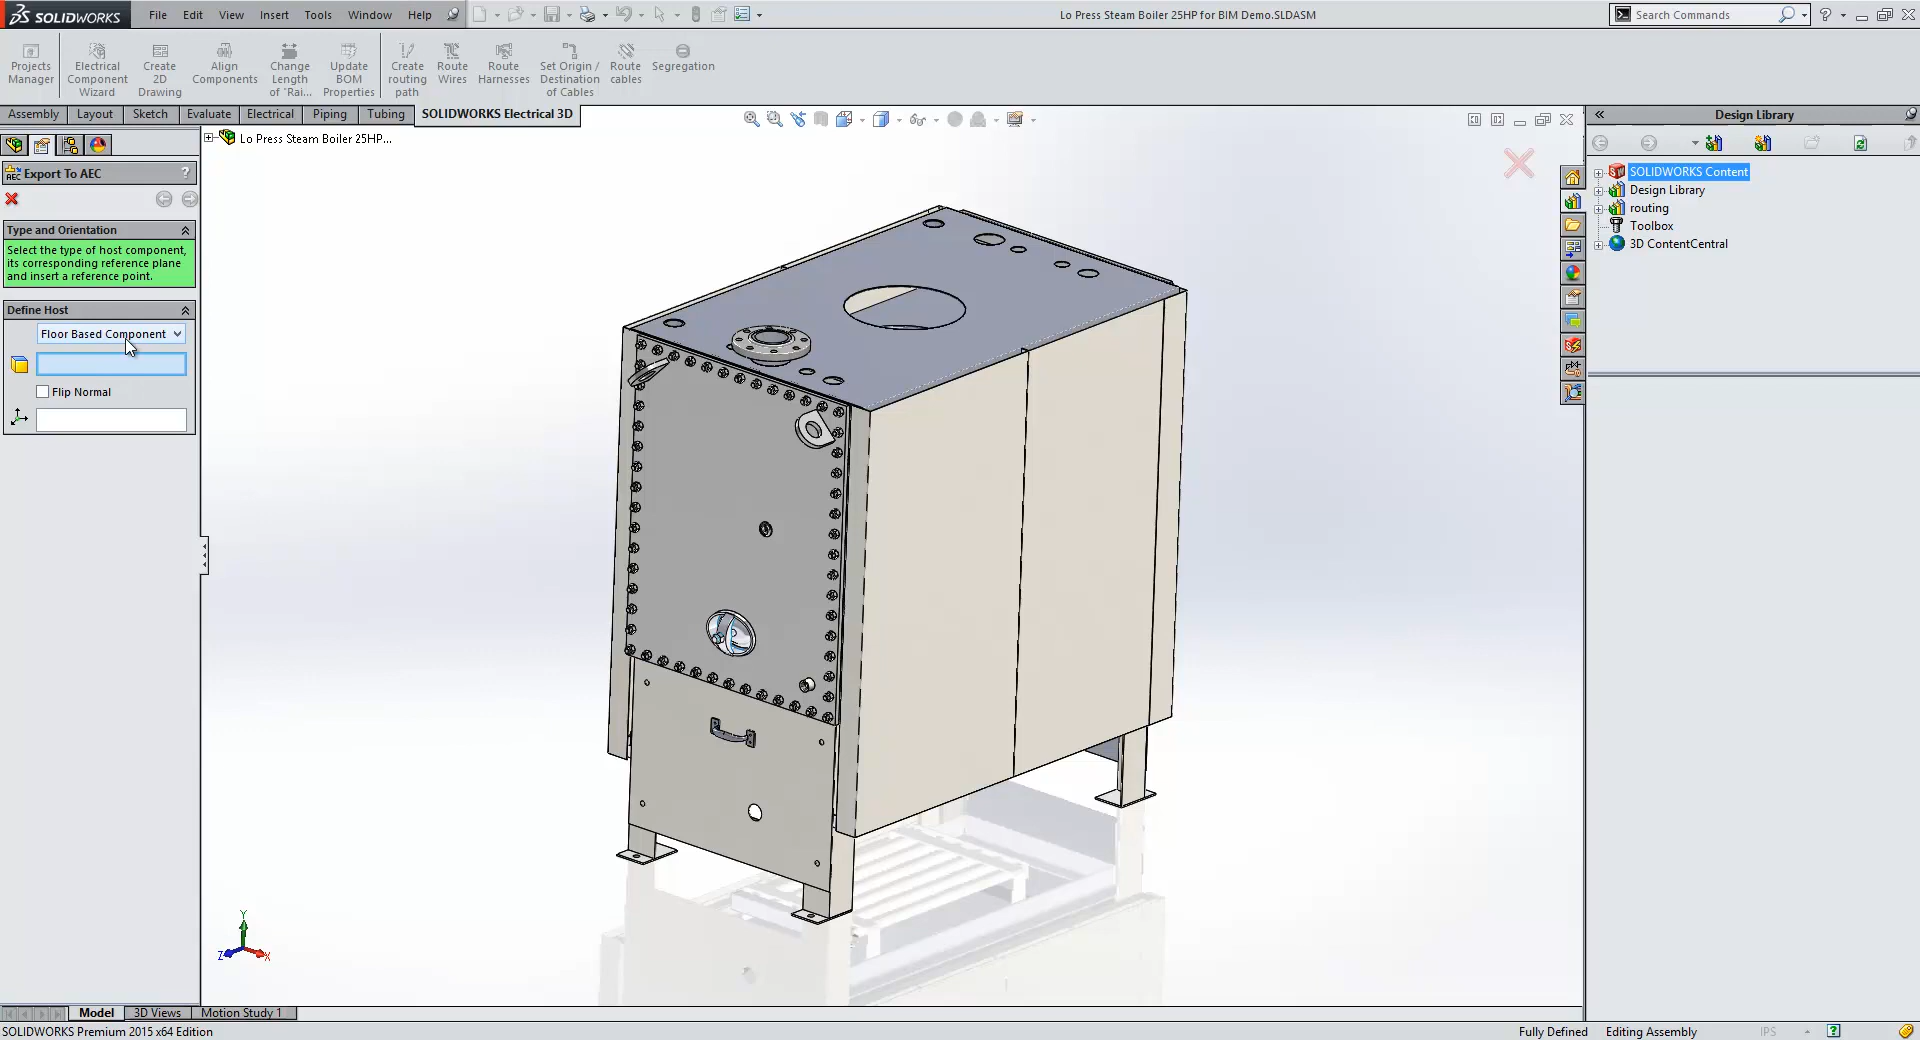 SOLIDWORKS File Edit View Insert Tools Window Help Lo Press Steam Boiler 25HP for BIM Demo.SLDASM Search Commands ?
Projects Manager
Electrical Component Wizard
Create 2D Drawing
Align Components
Change Length of 'Rai...
Update BOM Properties
Create routing path
Route Wires
Route Harnesses
Set Origin / Destination of Cables
Route cables
Segregation
Assembly Layout Sketch Evaluate Electrical Piping Tubing SOLIDWORKS Electrical 3D
Lo Press Steam Boiler 25HP...
AEC Export To AEC ?
Type and Orientation
Select the type of host component,
its corresponding reference plane
and insert a reference point.
Define Host
Floor Based Component
Flip Normal
Y
Z X
Design Library
SOLIDWORKS Content
Design Library
routing
Toolbox
3D ContentCentral
Model 3D Views Motion Study 1
SOLIDWORKS Premium 2015 x64 Edition Fully Defined Editing Assembly IPS ?